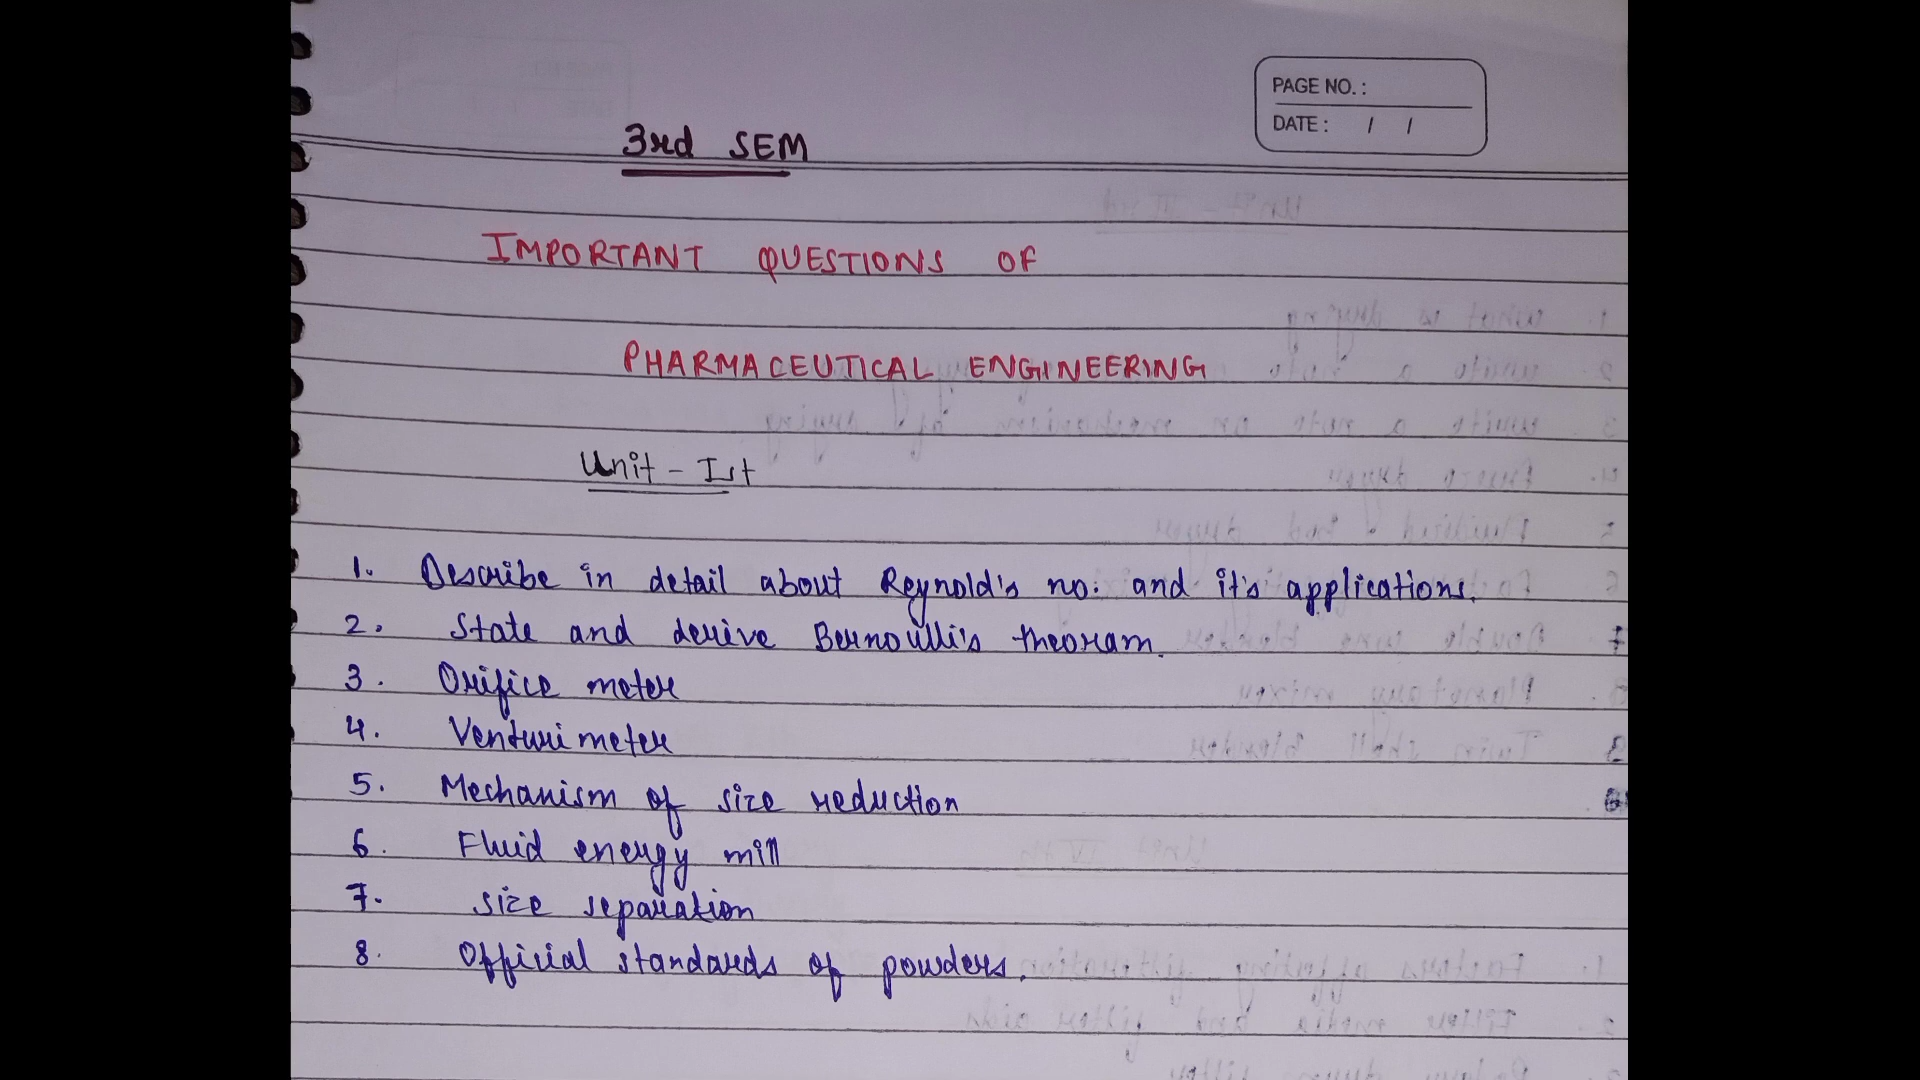 PAGE NO.:
DATE: / /
3rd SEM
IMPORTANT QUESTIONS OF
PHARMACEUTICAL ENGINEERING
Unit - Ist
1. Describe in detail about Reynold's no. and it's applications.
2. State and derive Bernoulli's theoram.
3. Orifice meter
4. Venturimeter
5. Mechanism of size reduction
6. Fluid energy mill
7. size separation
8. Official standards of powders.